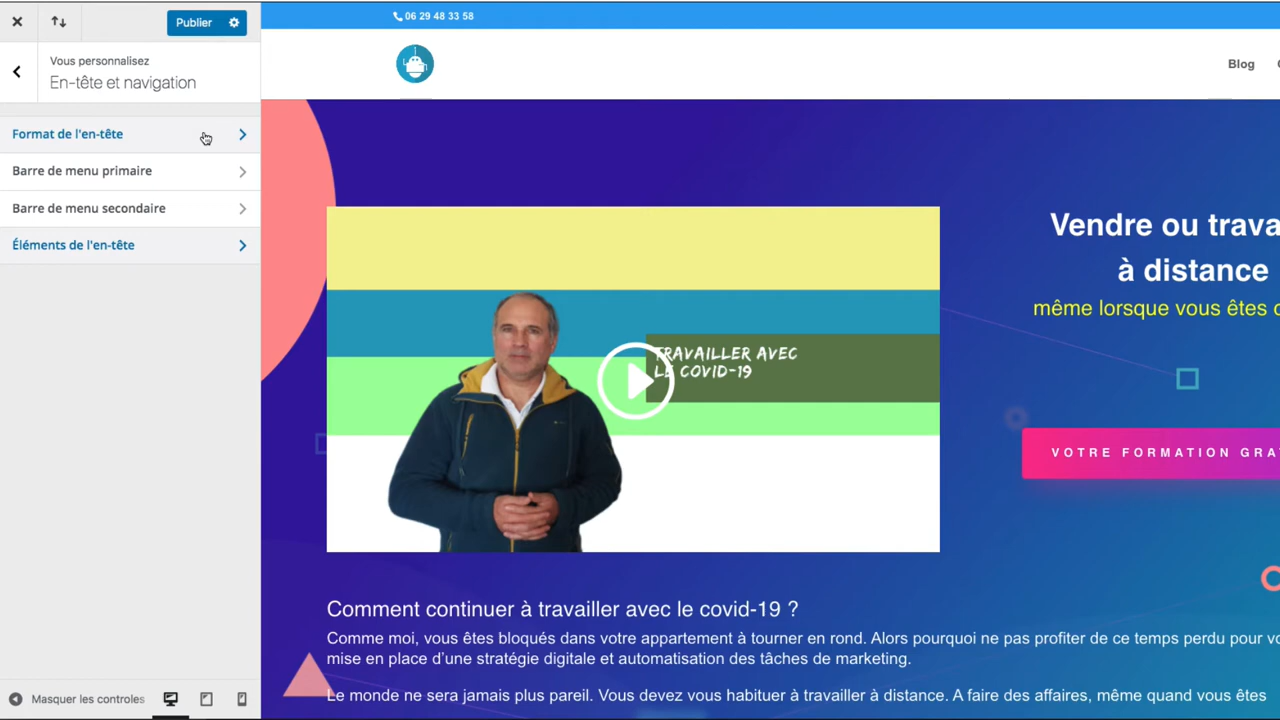 Publier
Vous personnalisez
En-tête et navigation
Format de l'en-tête
Barre de menu primaire
Barre de menu secondaire
Éléments de l'en-tête
Masquer les controles
06 29 48 33 58
Blog
TRAVAILLER AVEC
LE COVID-19
Vendre ou trava
à distance
même lorsque vous êtes
VOTRE FORMATION GRA
Comment continuer à travailler avec le covid-19 ?
Comme moi, vous êtes bloqués dans votre appartement à tourner en rond. Alors pourquoi ne pas profiter de ce temps perdu pour
mise en place d'une stratégie digitale et automatisation des tâches de marketing.
Le monde ne sera jamais plus pareil. Vous devez vous habituer à travailler à distance. A faire des affaires, même quand vous êtes